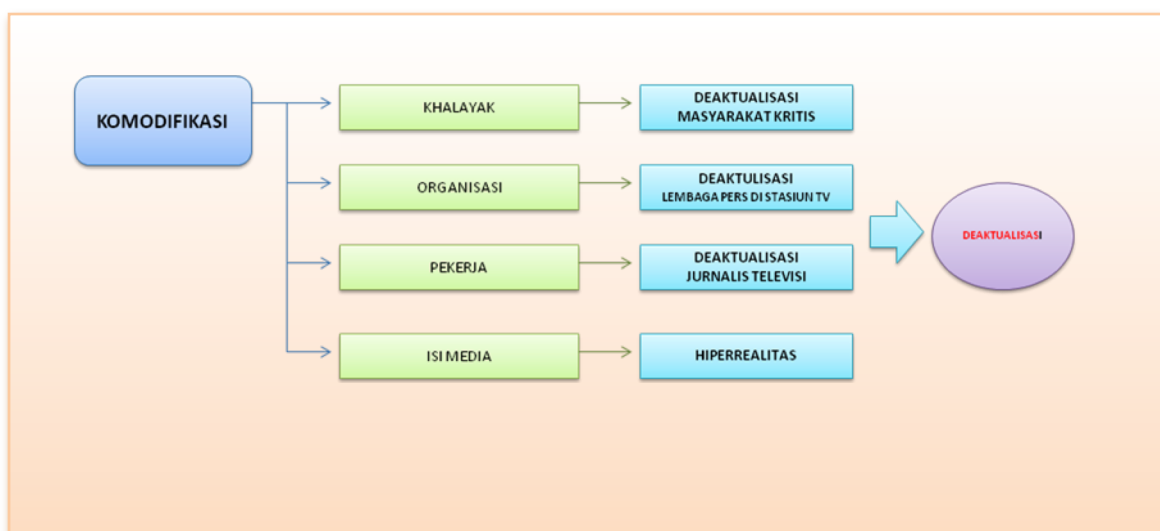 KOMODIFIKASI
KHALAYAK
DEAKTUALISASI
MASYARAKAT KRITIS
ORGANISASI
DEAKTULISASI
LEMBAGA PERS DI STASIUN TV
PEKERJA
DEAKTUALISASI
JURNALIS TELEVISI
ISI MEDIA
HIPERREALITAS
DEAKTUALISASI